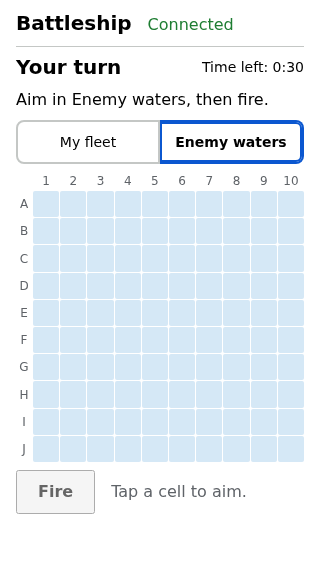 Battleship Connected
Your turn Time left: 0:30
Aim in Enemy waters, then fire.
My fleet Enemy waters
1 2 3 4 5 6 7 8 9 10
A
B
C
D
E
F
G
H
I
J
Fire Tap a cell to aim.